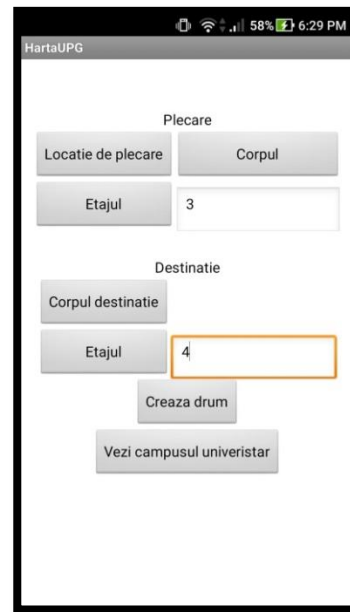 58% 6:29 PM
HartaUPG
Plecare
Locatie de plecare Corpul
Etajul 3
Destinatie
Corpul destinatie
Etajul 4
Creaza drum
Vezi campusul univeristar